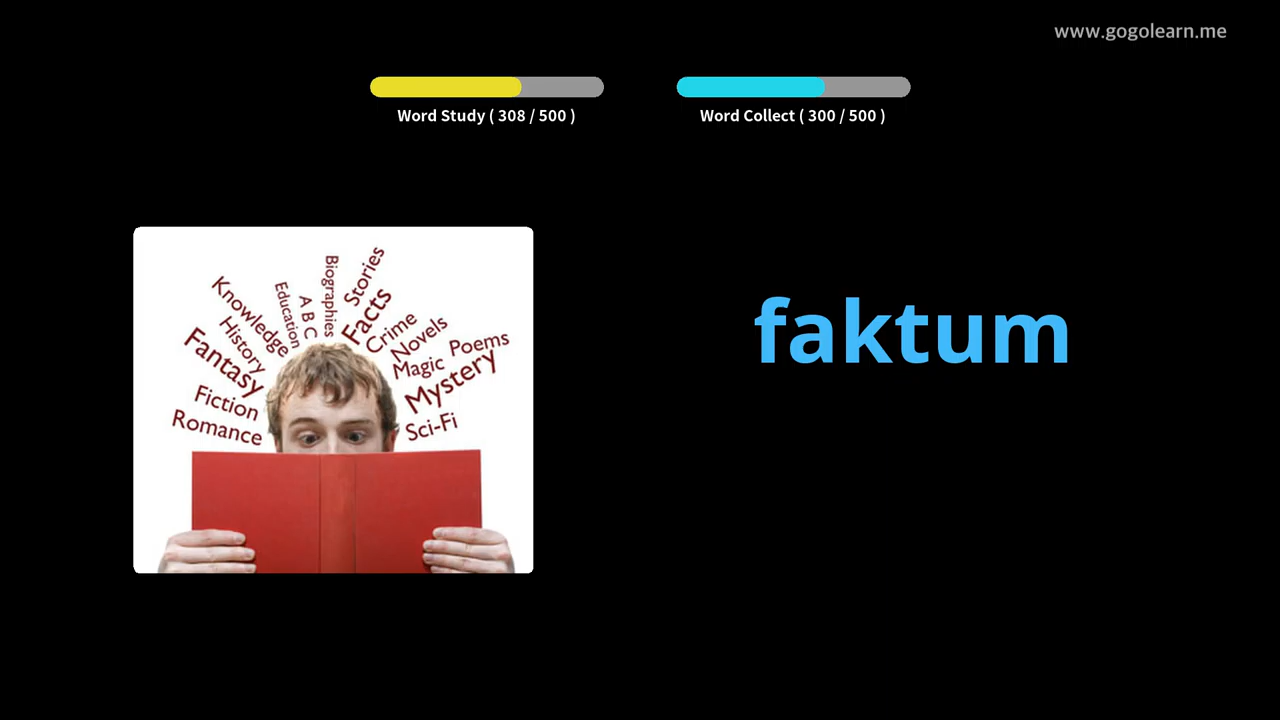 www.gogolearn.me
Word Study ( 308 / 500 )
Word Collect ( 300 / 500 )
Knowledge
Education
A B C
Biographies
Stories
Facts
Crime
Novels
Poems
History
Magic
Mystery
Fantasy
Fiction
Romance
Sci-Fi
faktum